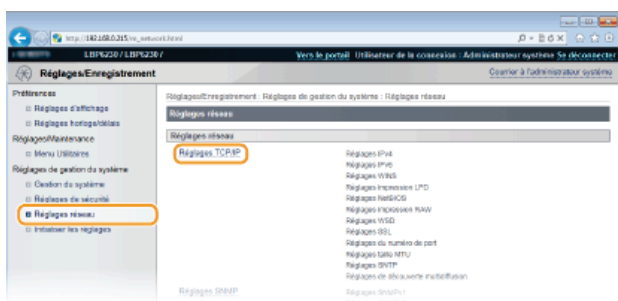 http://192.168.0.215/m_network.html
LBP6230 / LBP6230 /
Vers le portail Utilisateur de la connexion : Administrateur système Se déconnecter
Réglages/Enregistrement
Courrier à l'administrateur système
Préférences
Réglages d'affichage
Réglages horloge/délais
Réglages/Maintenance
Menu Utilitaires
Réglages de gestion du système
Gestion du système
Réglages de sécurité
Réglages réseau
Initialiser les réglages
Réglages/Enregistrement : Réglages de gestion du système : Réglages réseau
Réglages réseau
Réglages réseau
Réglages TCP/IP
Réglages IPv4
Réglages IPv6
Réglages WINS
Réglages impression LPD
Réglages NetBIOS
Réglages impression RAW
Réglages WSD
Réglages SSL
Réglages du numéro de port
Réglages taille MTU
Réglages SNTP
Réglages de découverte multidiffusion
Réglages SNMP
Réglages SNMPv1